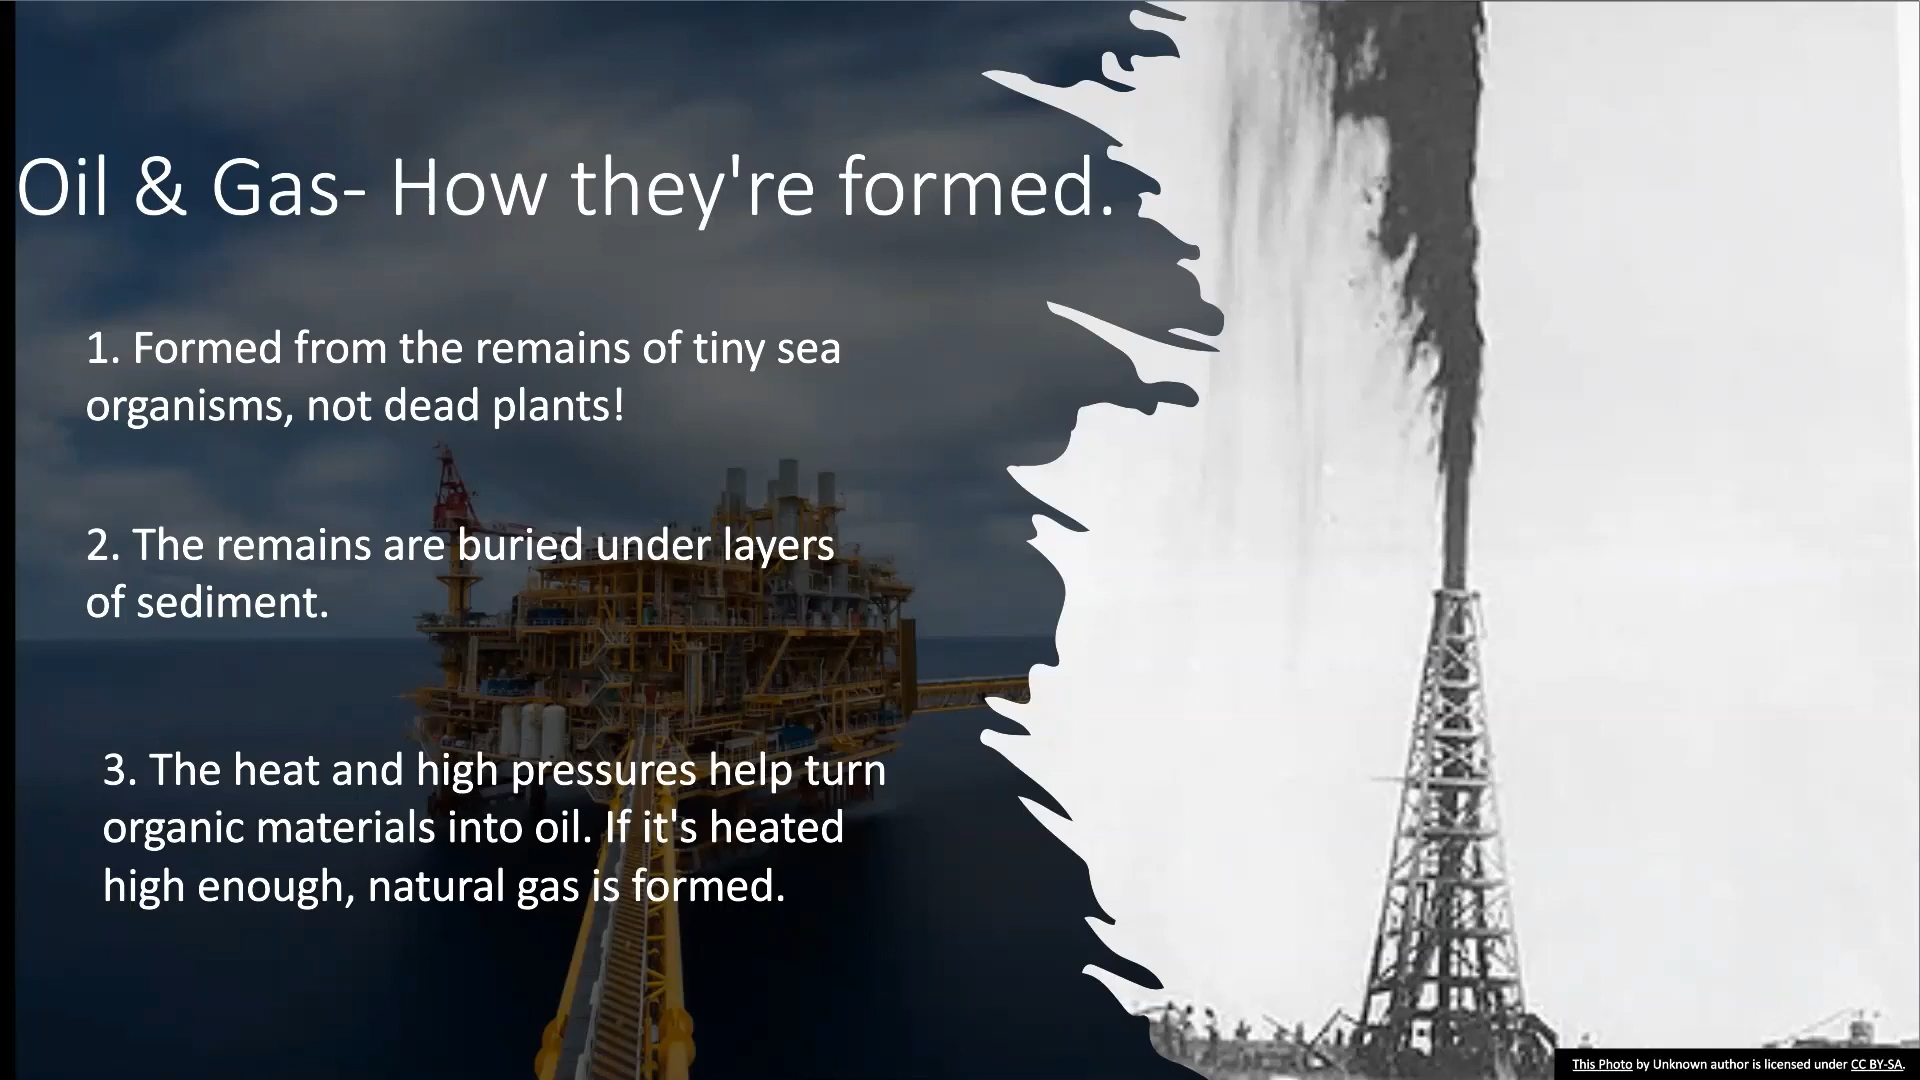 Oil & Gas- How they're formed.
1. Formed from the remains of tiny sea
organisms, not dead plants!
2. The remains are buried under layers
of sediment.
3. The heat and high pressures help turn
organic materials into oil. If it's heated
high enough, natural gas is formed.
This Photo by Unknown author is licensed under CC BY-SA.